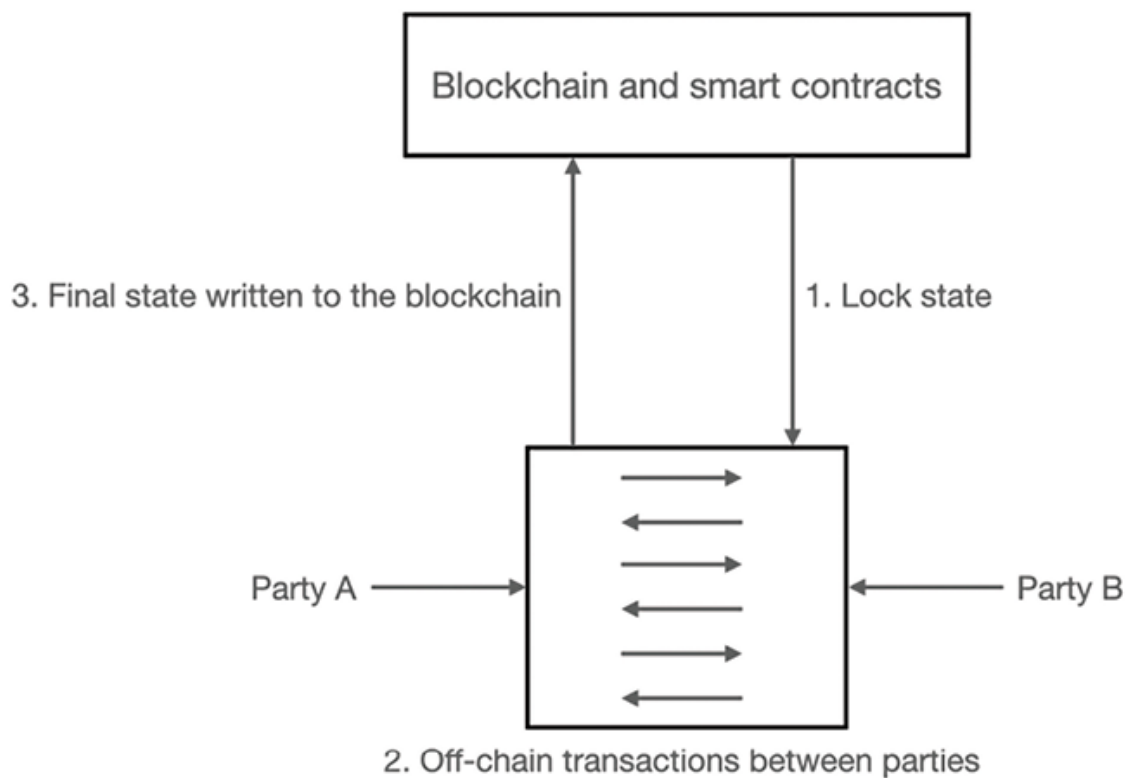 Blockchain and smart contracts
3. Final state written to the blockchain
1. Lock state
Party A
Party B
2. Off-chain transactions between parties